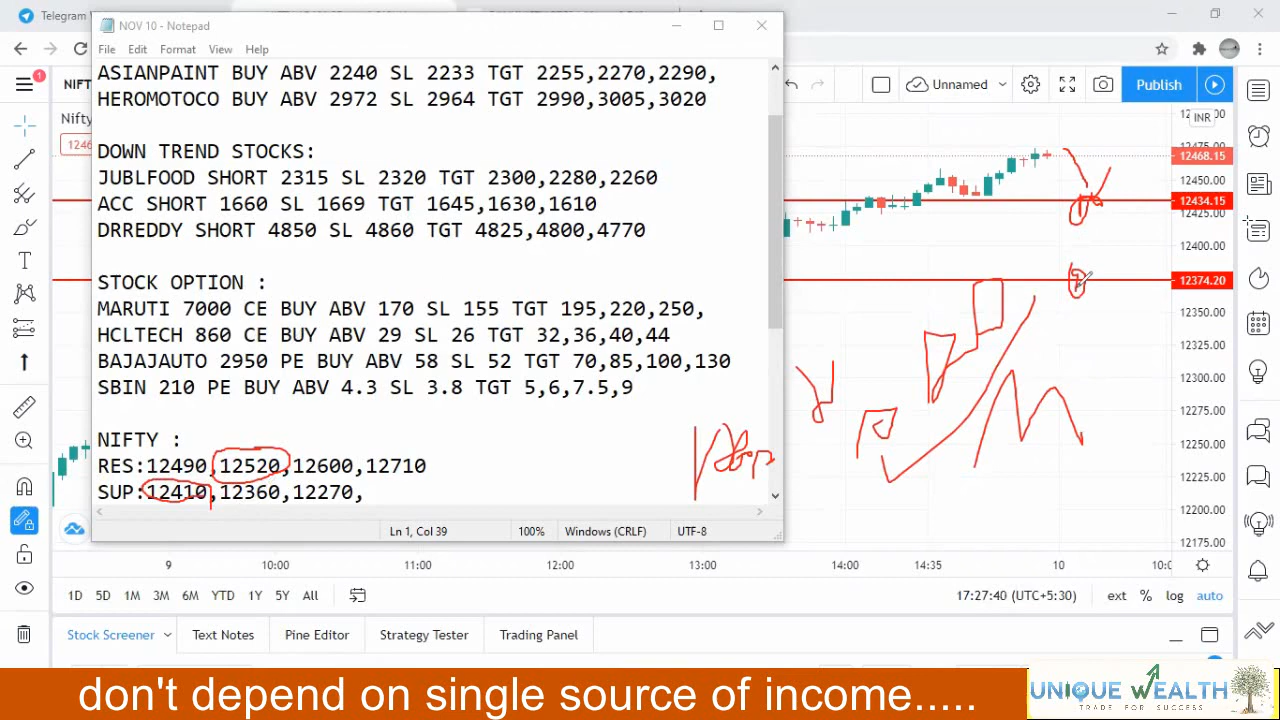 Telegram
NOV 10 - Notepad
File Edit Format View Help
ASIANPAINT BUY ABV 2240 SL 2233 TGT 2255,2270,2290,
HEROMOTOCO BUY ABV 2972 SL 2964 TGT 2990,3005,3020
DOWN TREND STOCKS:
JUBLFOOD SHORT 2315 SL 2320 TGT 2300,2280,2260
ACC SHORT 1660 SL 1669 TGT 1645,1630,1610
DRREDDY SHORT 4850 SL 4860 TGT 4825,4800,4770
STOCK OPTION :
MARUTI 7000 CE BUY ABV 170 SL 155 TGT 195,220,250,
HCLTECH 860 CE BUY ABV 29 SL 26 TGT 32,36,40,44
BAJAJAUTO 2950 PE BUY ABV 58 SL 52 TGT 70,85,100,130
SBIN 210 PE BUY ABV 4.3 SL 3.8 TGT 5,6,7.5,9
NIFTY :
RES:12490,12520,12600,12710
SUP:12410,12360,12270,
Ln 1, Col 39 100% Windows (CRLF) UTF-8
1
NIFT
Nifty
Unnamed
Publish
INR
12475.00
12468.15
12450.00
12434.15
12425.00
12400.00
12374.20
12350.00
12325.00
12300.00
12275.00
12250.00
12225.00
12200.00
12175.00
9 10:00 11:00 12:00 13:00 14:00 14:35 10
1D 5D 1M 3M 6M YTD 1Y 5Y All
17:27:40 (UTC+5:30) ext % log auto
Stock Screener Text Notes Pine Editor Strategy Tester Trading Panel
don't depend on single source of income.....
UNIQUE WEALTH
TRADE FOR SUCCESS